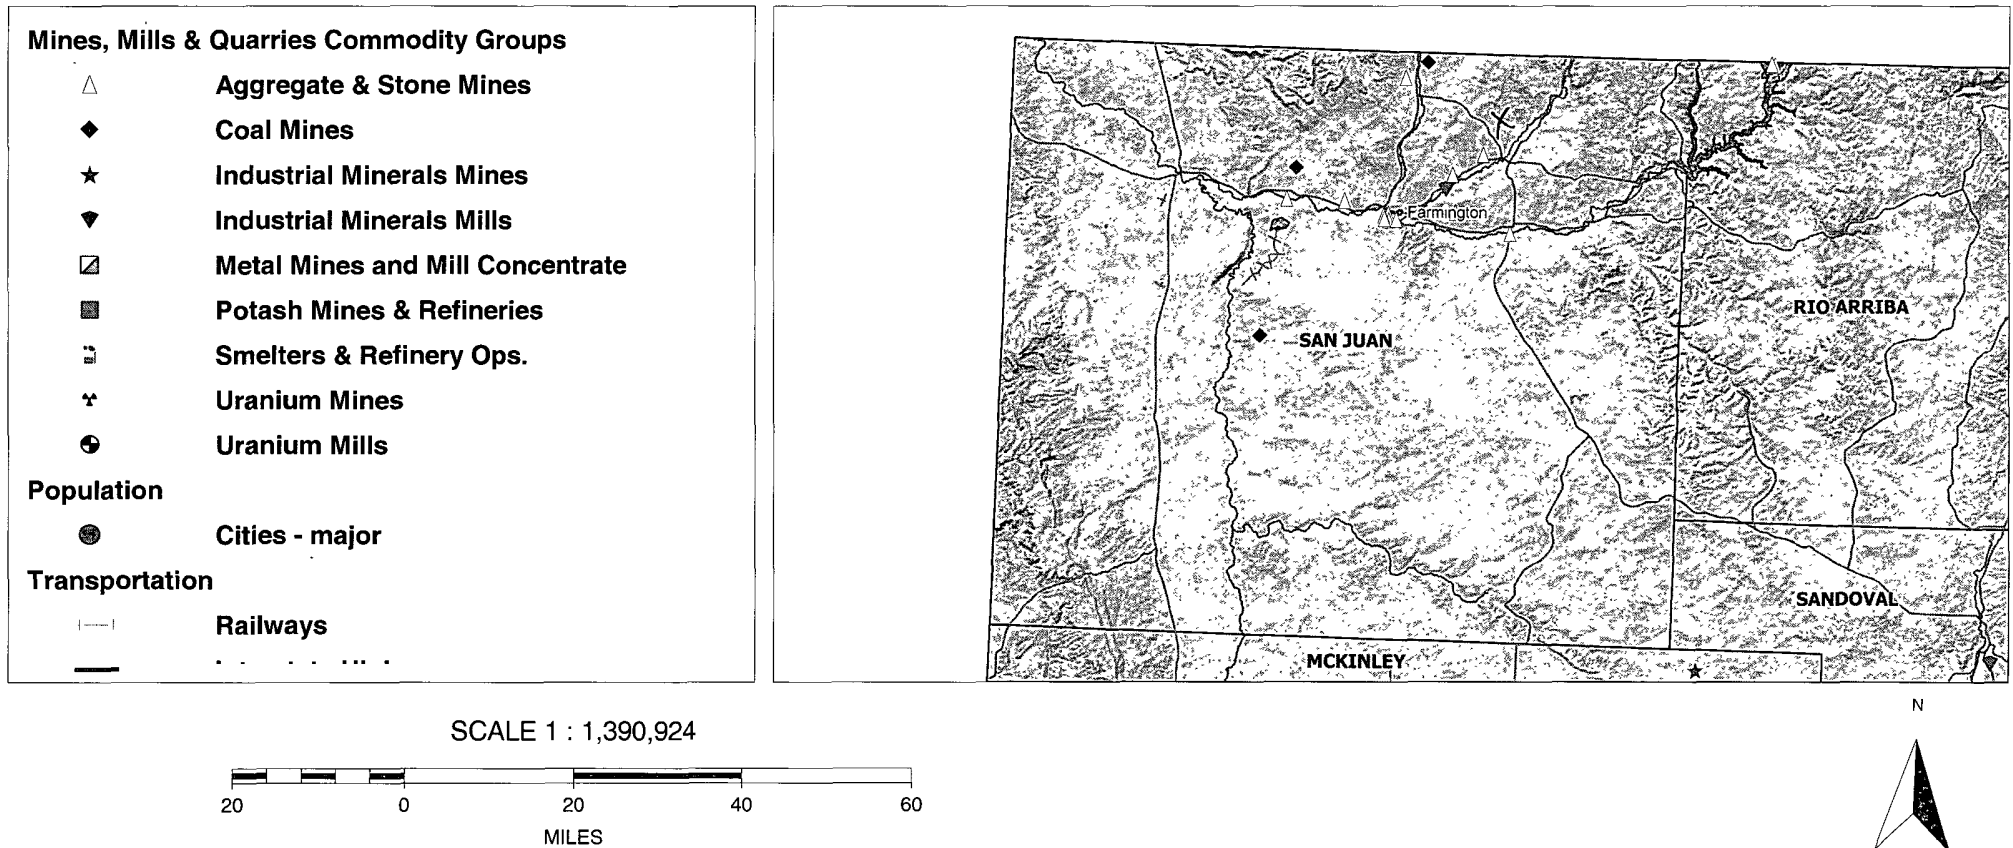 Mines, Mills & Quarries Commodity Groups
Aggregate & Stone Mines
Coal Mines
Industrial Minerals Mines
Industrial Minerals Mills
Metal Mines and Mill Concentrate
Potash Mines & Refineries
Smelters & Refinery Ops.
Uranium Mines
Uranium Mills
Population
Cities - major
Transportation
Railways
Farmington
RIO ARRIBA
SAN JUAN
SANDOVAL
MCKINLEY
SCALE 1 : 1,390,924
20 0 20 40 60
MILES
N